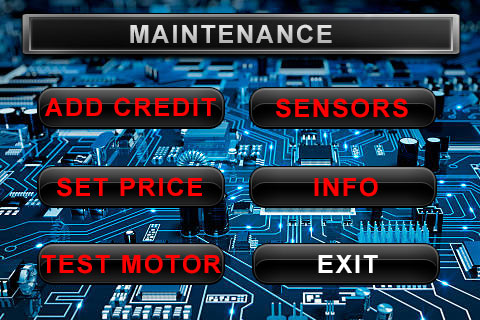 MAINTENANCE
ADD CREDIT
SENSORS
SET PRICE
INFO
TEST MOTOR
EXIT